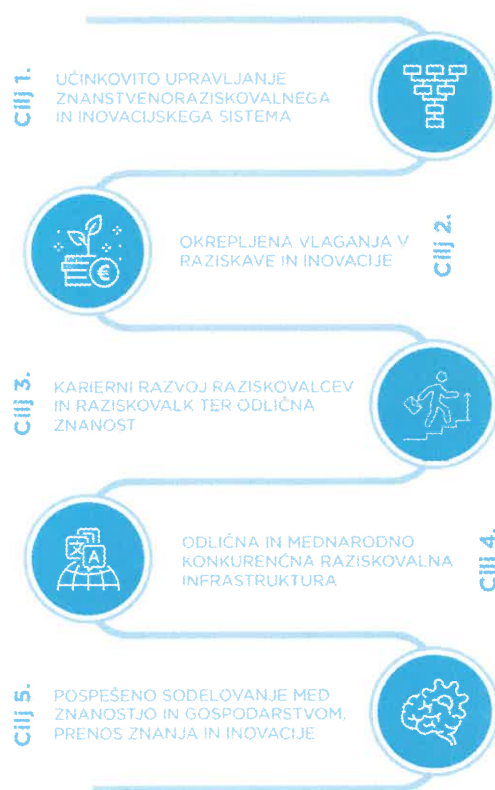 Cilj 1.
UČINKOVITO UPRAVLJANJE
ZNANSTVENORAZISKOVALNEGA
IN INOVACIJSKEGA SISTEMA
OKREPLJENA VLAGANJA V
RAZISKAVE IN INOVACIJE
Cilj 2.
Cilj 3.
KARIERNI RAZVOJ RAZISKOVALCEV
IN RAZISKOVALK TER ODLIČNA
ZNANOST
ODLIČNA IN MEDNARODNO
KONKURENČNA RAZISKOVALNA
INFRASTRUKTURA
Cilj 4.
Cilj 5.
POSPEŠENO SODELOVANJE MED
ZNANOSTJO IN GOSPODARSTVOM,
PRENOS ZNANJA IN INOVACIJE
€
文
A